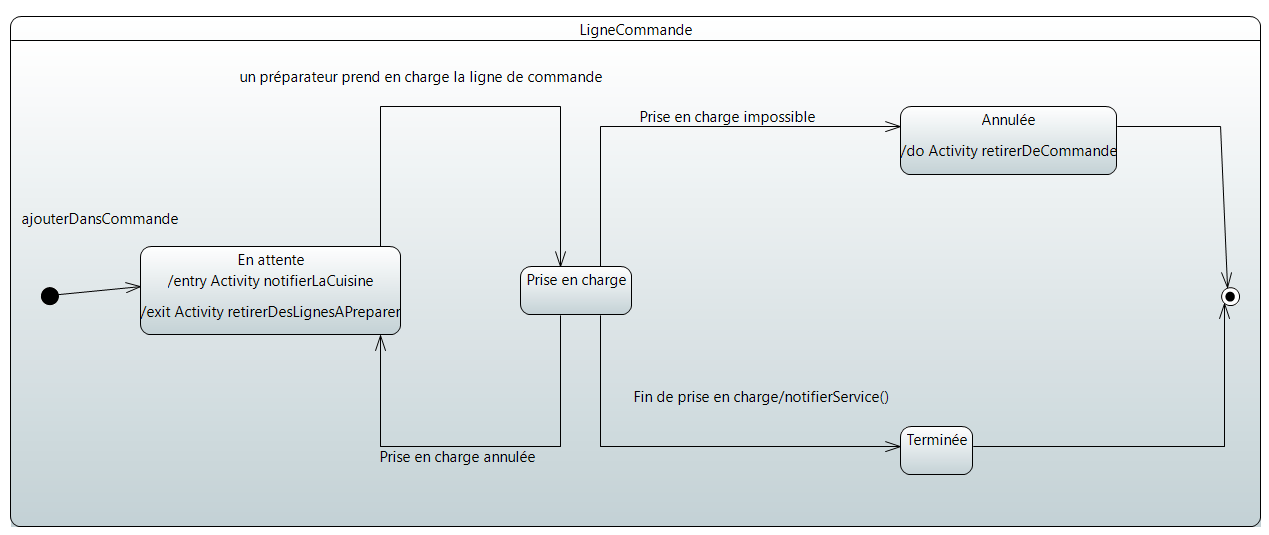 LigneCommande
un préparateur prend en charge la ligne de commande
Prise en charge impossible
Annulée
/do Activity retirerDeCommande
ajouterDansCommande
En attente
/entry Activity notifierLaCuisine
/exit Activity retirerDesLignesAPreparer
Prise en charge
Fin de prise en charge/notifierService()
Terminée
Prise en charge annulée